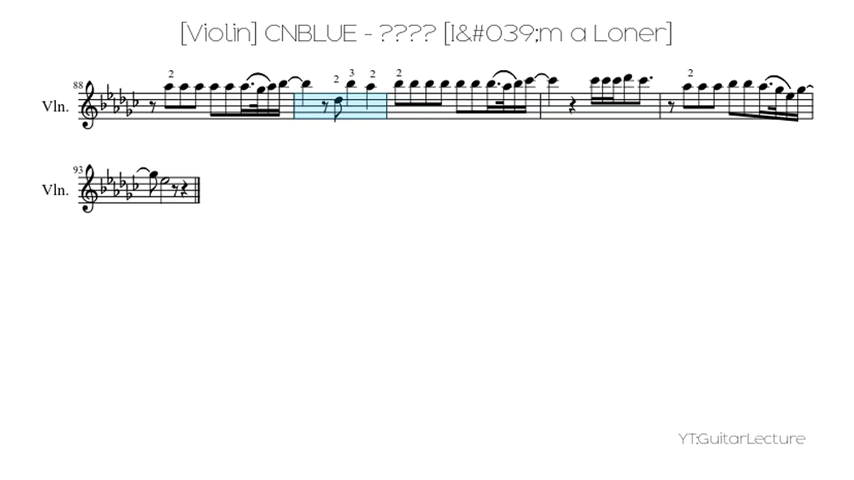 [Violin] CNBLUE - ???? [I&#039;m a Loner]
88
2
2 3 2
2
2
Vln.
93
Vln.
YT:GuitarLecture